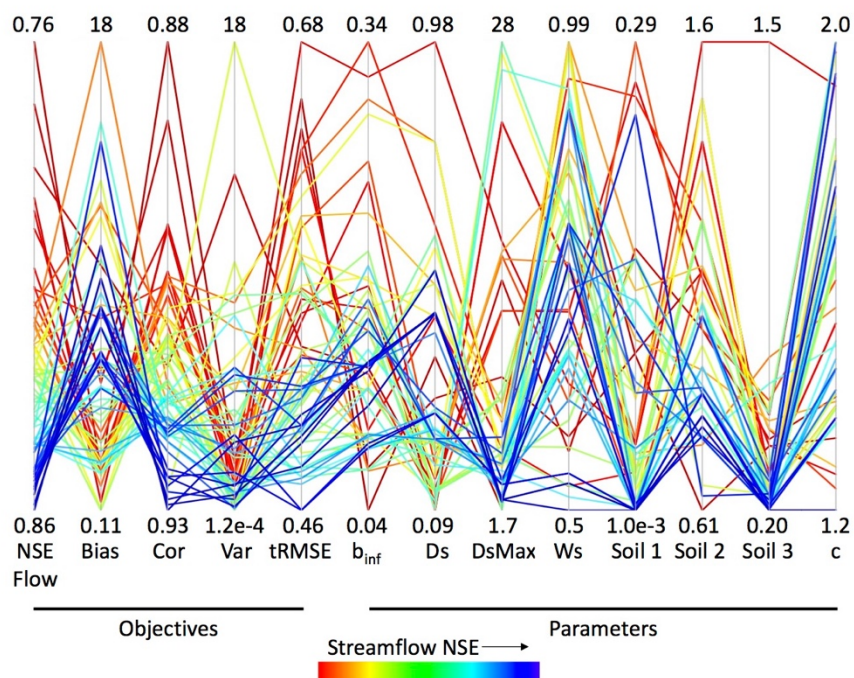 0.76 18 0.88 18 0.68 0.34 0.98 28 0.99 0.29 1.6 1.5 2.0
0.86 0.11 0.93 1.2e-4 0.46 0.04 0.09 1.7 0.5 1.0e-3 0.61 0.20 1.2
NSE Bias Cor Var tRMSE b_inf Ds DsMax Ws Soil 1 Soil 2 Soil 3 c
Flow
Objectives Parameters
Streamflow NSE